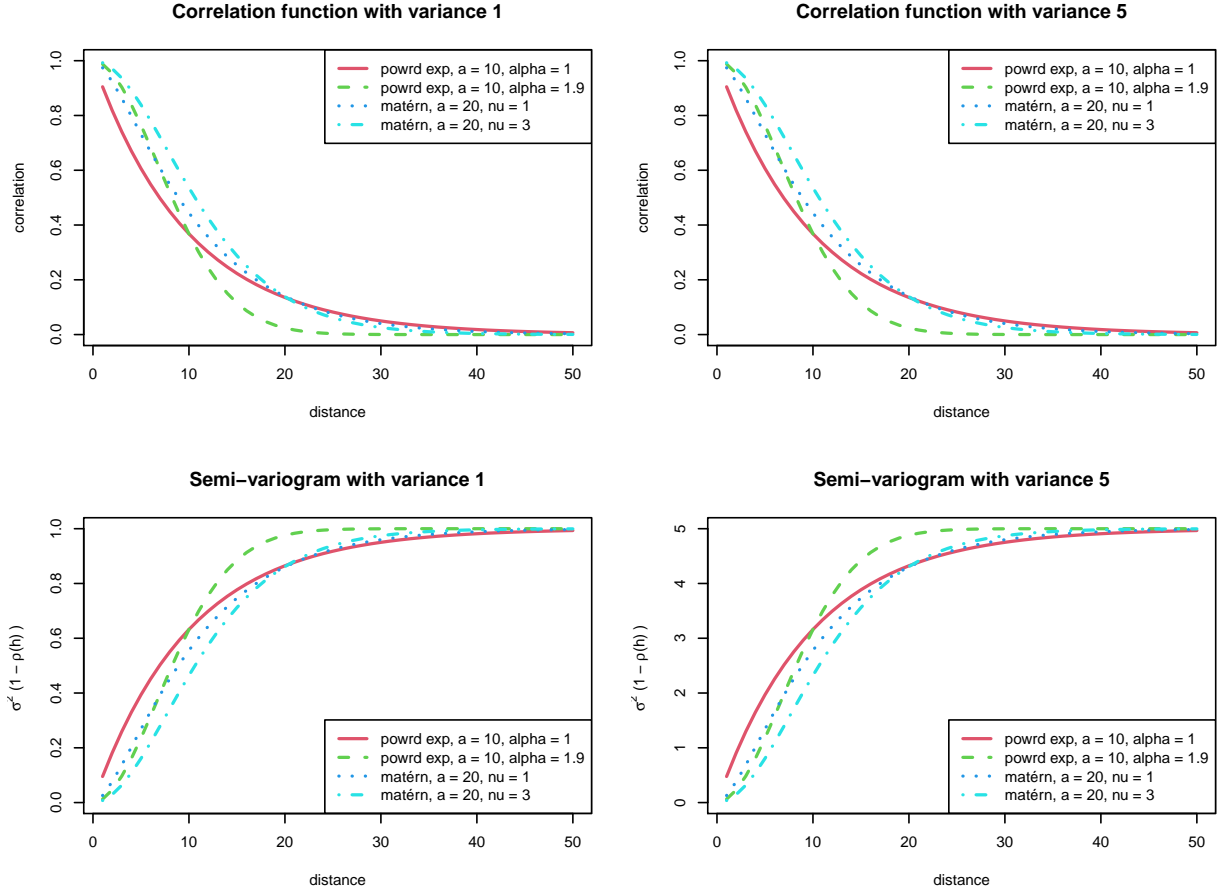 Correlation function with variance 1
correlation
0.0 0.2 0.4 0.6 0.8 1.0
powrd exp, a = 10, alpha = 1
powrd exp, a = 10, alpha = 1.9
matérn, a = 20, nu = 1
matérn, a = 20, nu = 3
0 10 20 30 40 50
distance
Correlation function with variance 5
correlation
0.0 0.2 0.4 0.6 0.8 1.0
powrd exp, a = 10, alpha = 1
powrd exp, a = 10, alpha = 1.9
matérn, a = 20, nu = 1
matérn, a = 20, nu = 3
0 10 20 30 40 50
distance
Semi−variogram with variance 1
σ² (1 − ρ(h) )
0.0 0.2 0.4 0.6 0.8 1.0
powrd exp, a = 10, alpha = 1
powrd exp, a = 10, alpha = 1.9
matérn, a = 20, nu = 1
matérn, a = 20, nu = 3
0 10 20 30 40 50
distance
Semi−variogram with variance 5
σ² (1 − ρ(h) )
0 1 2 3 4 5
powrd exp, a = 10, alpha = 1
powrd exp, a = 10, alpha = 1.9
matérn, a = 20, nu = 1
matérn, a = 20, nu = 3
0 10 20 30 40 50
distance